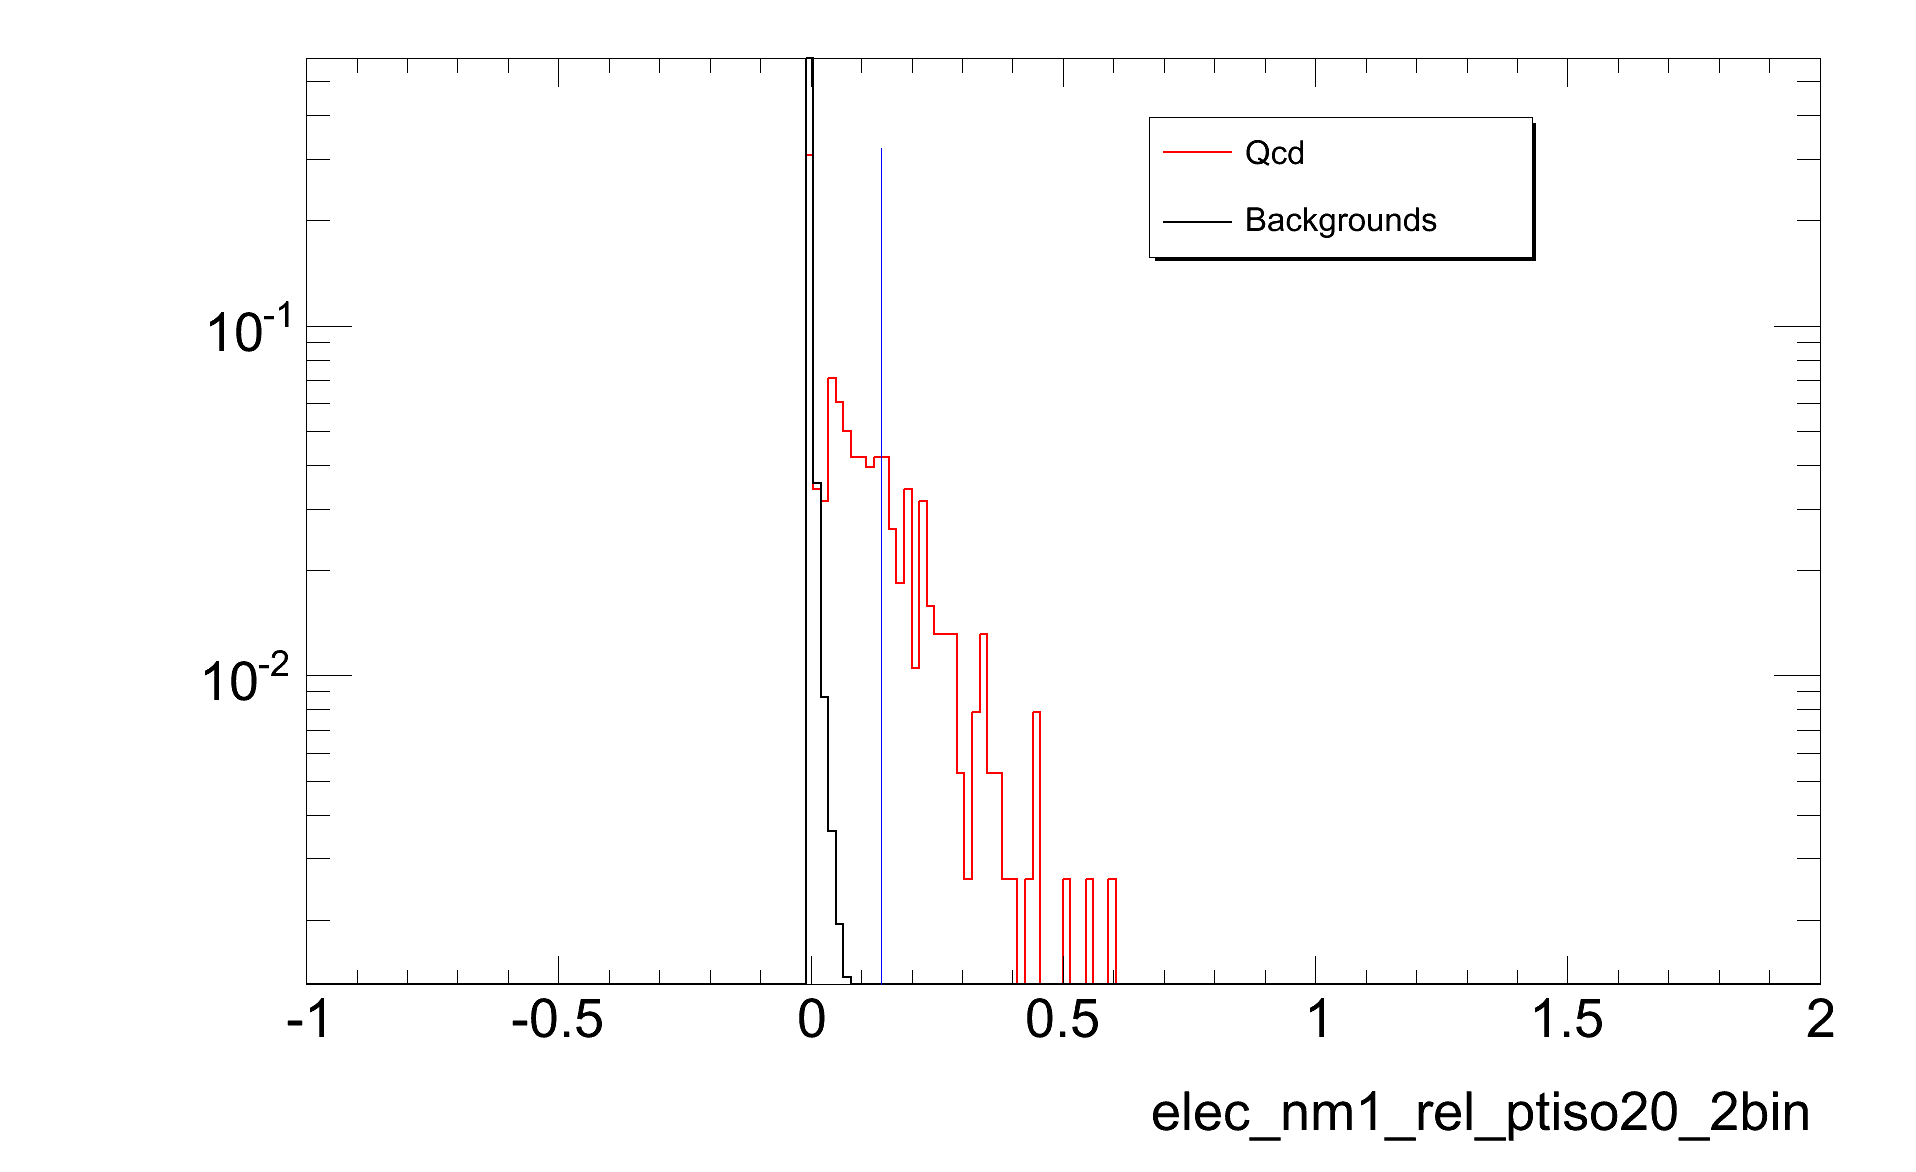 Qcd
Backgrounds
10-1
10-2
-1 -0.5 0 0.5 1 1.5 2
elec_nm1_rel_ptiso20_2bin